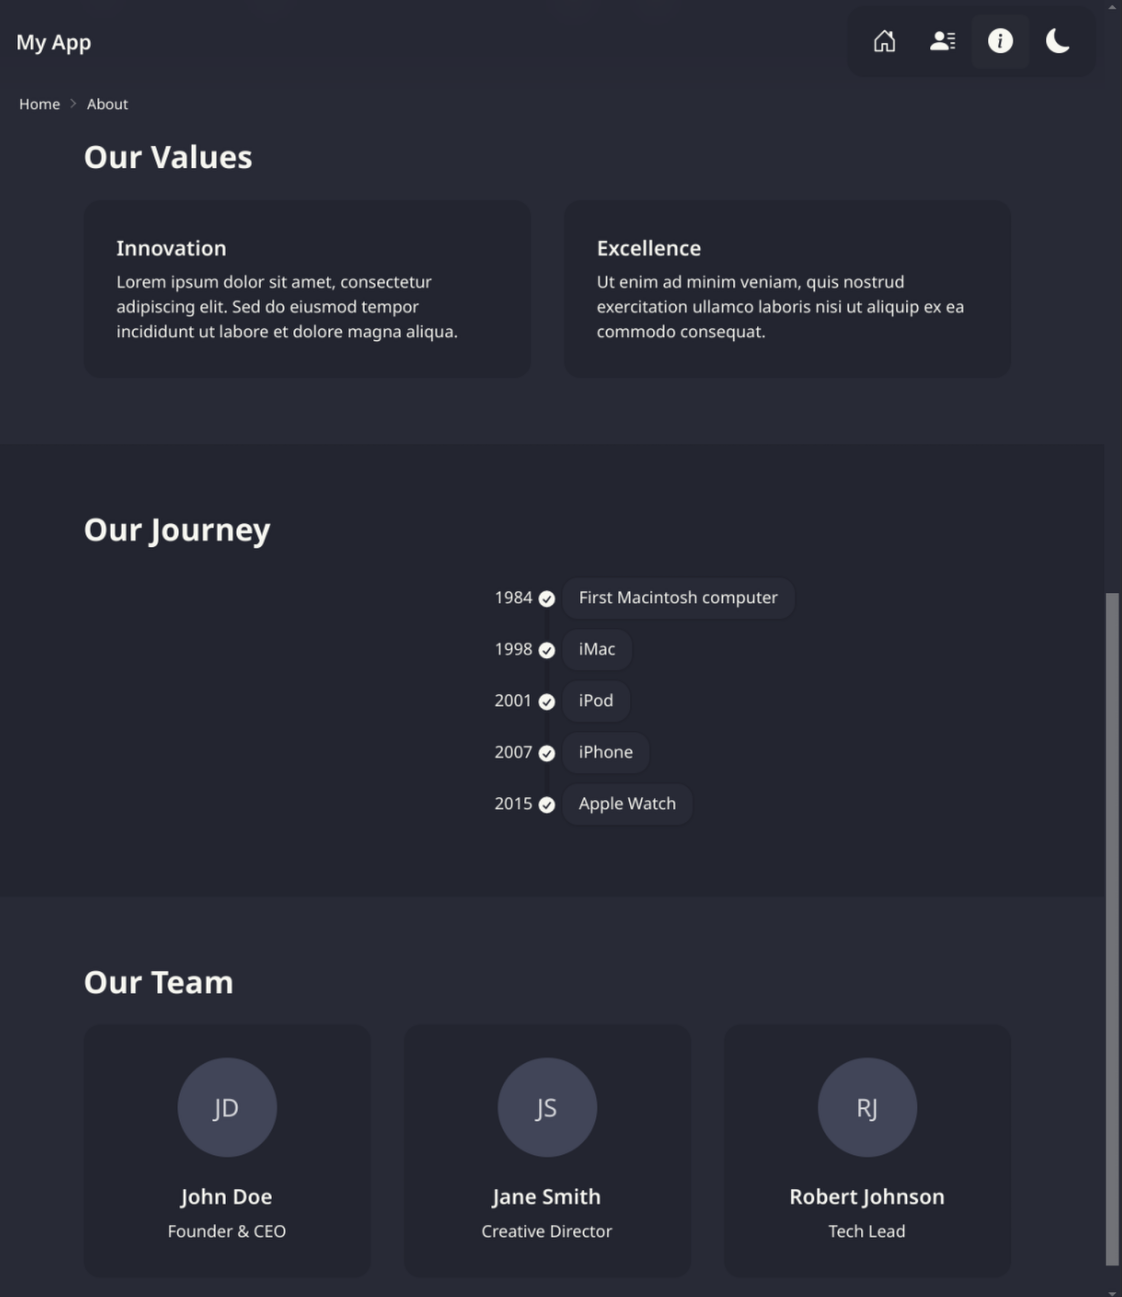 My App
Home > About
Our Values
Innovation
Lorem ipsum dolor sit amet, consectetur
adipiscing elit. Sed do eiusmod tempor
incididunt ut labore et dolore magna aliqua.
Excellence
Ut enim ad minim veniam, quis nostrud
exercitation ullamco laboris nisi ut aliquip ex ea
commodo consequat.
Our Journey
1984 First Macintosh computer
1998 iMac
2001 iPod
2007 iPhone
2015 Apple Watch
Our Team
JD
John Doe
Founder & CEO
JS
Jane Smith
Creative Director
RJ
Robert Johnson
Tech Lead